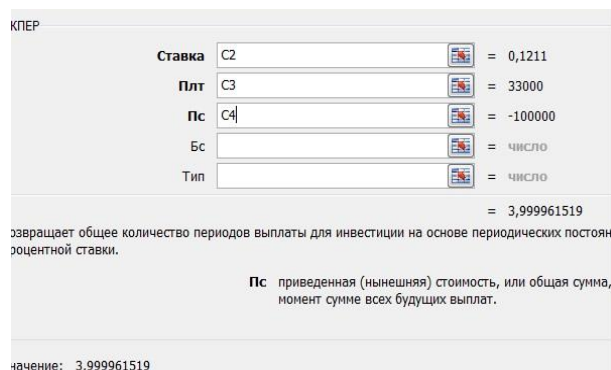 КПЕР
Ставка C2 = 0,1211
Плт C3 = 33000
Пс C4 = -100000
Бс = число
Тип = число
= 3,999961519
озвращает общее количество периодов выплаты для инвестиции на основе периодических постоян
роцентной ставки.
Пс приведенная (нынешняя) стоимость, или общая сумма,
момент сумме всех будущих выплат.
начение: 3,999961519